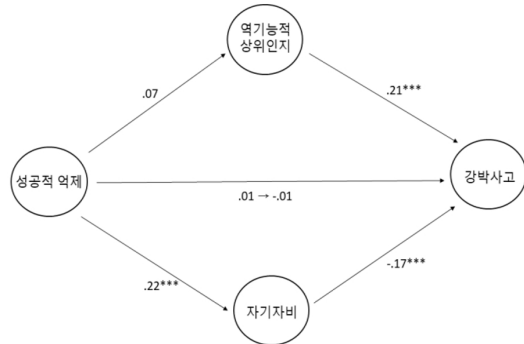 역기능적
상위인지
.07
.21***
성공적 억제
강박사고
.01 → -.01
.22***
-.17***
자기자비